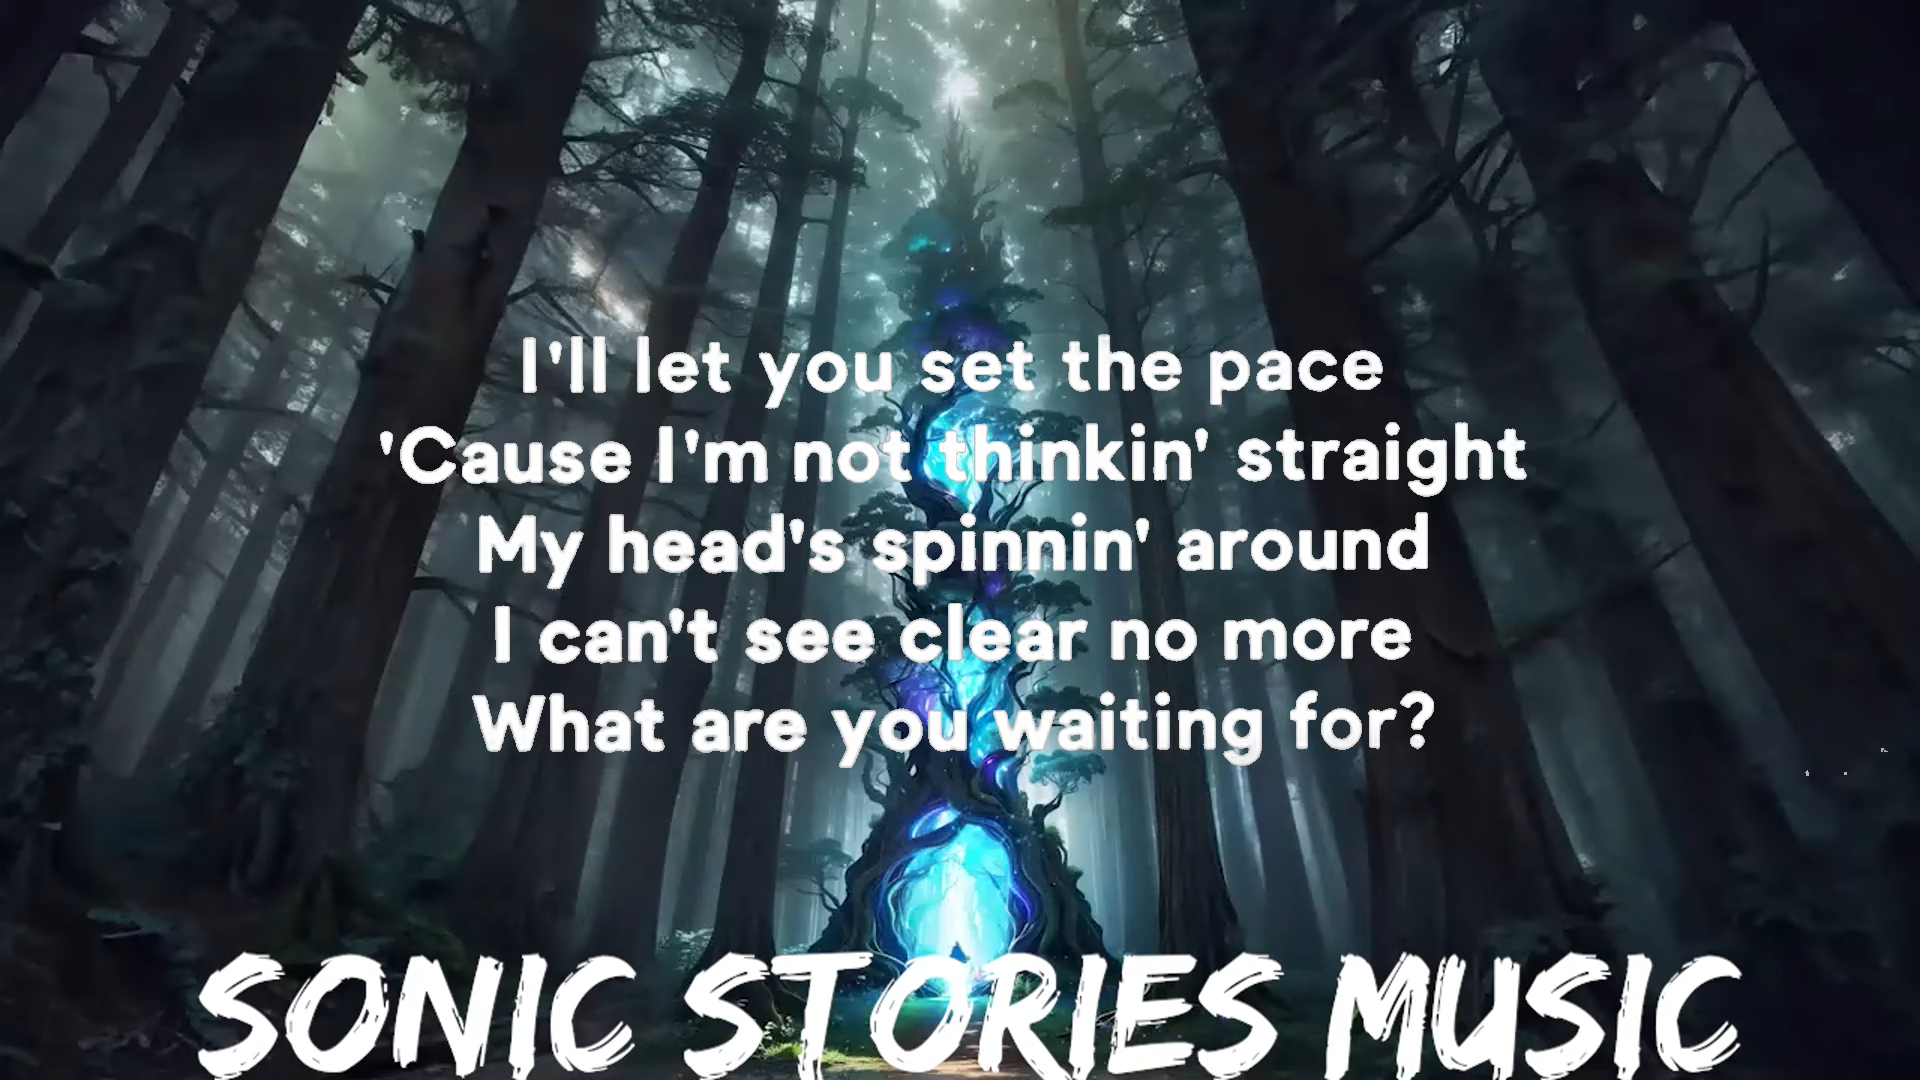 I'll let you set the pace
'Cause I'm not thinkin' straight
My head's spinnin' around
I can't see clear no more
What are you waiting for?
SONIC STORIES MUSIC